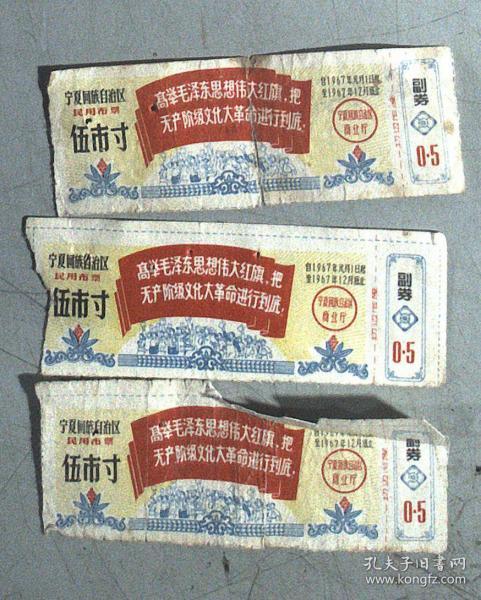 宁夏回族自治区
民用布票
伍市寸
高举毛泽东思想伟大红旗,把
无产阶级文化大革命进行到底!
自1967年元月1日起
至1967年12月底止
宁夏回族自治区
商业厅
副券
0·5
宁夏回族自治区
民用布票
伍市寸
高举毛泽东思想伟大红旗,把
无产阶级文化大革命进行到底!
自1967年元月1日起
至1967年12月底止
宁夏回族自治区
商业厅
副券
0·5
宁夏回族自治区
民用布票
伍市寸
高举毛泽东思想伟大红旗,把
无产阶级文化大革命进行到底!
至1967年12月底止
宁夏回族自治区
商业厅
副券
0·5
孔夫子旧书网
www.kongfz.com